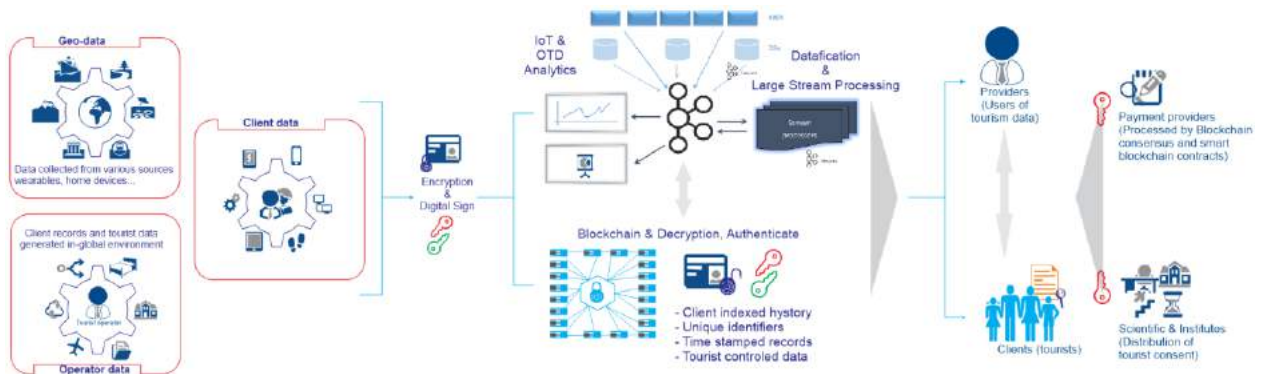 Geo-data
Data collected from various sources
wearables, home devices...
Client records and tourist data
generated in-global environment
Tourist operator
Operator data
Client data
Encryption
&
Digital Sign
IoT &
OTD
Analytics
Datafication
&
Large Stream Processing
Blockchain & Decryption, Authenticate
- Client indexed hystory
- Unique identifiers
- Time stamped records
- Tourist controled data
Providers
(Users of
tourism data)
Clients (tourists)
Payment providers
(Processed by Blockchain
consensus and smart
blockchain contracts)
Scientific & Institutes
(Distribution of
tourist consent)